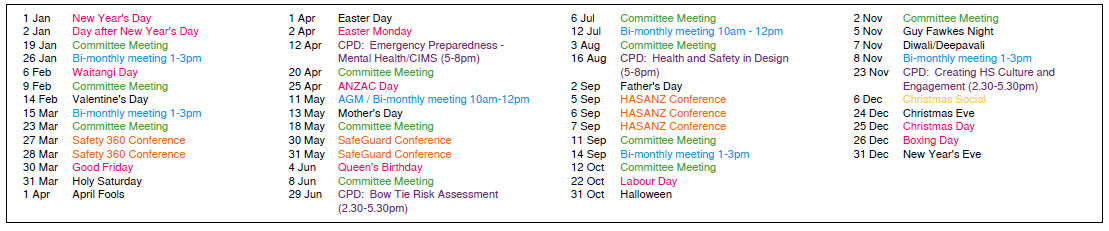 1 Jan New Year's Day
2 Jan Day after New Year's Day
19 Jan Committee Meeting
26 Jan Bi-monthly meeting 1-3pm
6 Feb Waitangi Day
9 Feb Committee Meeting
14 Feb Valentine's Day
15 Mar Bi-monthly meeting 1-3pm
23 Mar Committee Meeting
27 Mar Safety 360 Conference
28 Mar Safety 360 Conference
30 Mar Good Friday
31 Mar Holy Saturday
1 Apr April Fools
1 Apr Easter Day
2 Apr Easter Monday
12 Apr CPD: Emergency Preparedness -
Mental Health/CIMS (5-8pm)
20 Apr Committee Meeting
25 Apr ANZAC Day
11 May AGM / Bi-monthly meeting 10am-12pm
13 May Mother's Day
18 May Committee Meeting
30 May SafeGuard Conference
31 May SafeGuard Conference
4 Jun Queen's Birthday
8 Jun Committee Meeting
29 Jun CPD: Bow Tie Risk Assessment
(2.30-5.30pm)
6 Jul Committee Meeting
12 Jul Bi-monthly meeting 10am - 12pm
3 Aug Committee Meeting
16 Aug CPD: Health and Safety in Design
(5-8pm)
2 Sep Father's Day
5 Sep HASANZ Conference
6 Sep HASANZ Conference
7 Sep HASANZ Conference
11 Sep Committee Meeting
14 Sep Bi-monthly meeting 1-3pm
12 Oct Committee Meeting
22 Oct Labour Day
31 Oct Halloween
2 Nov Committee Meeting
5 Nov Guy Fawkes Night
7 Nov Diwali/Deepavali
8 Nov Bi-monthly meeting 1-3pm
23 Nov CPD: Creating HS Culture and
Engagement (2.30-5.30pm)
6 Dec Christmas Social
24 Dec Christmas Eve
25 Dec Christmas Day
26 Dec Boxing Day
31 Dec New Year's Eve